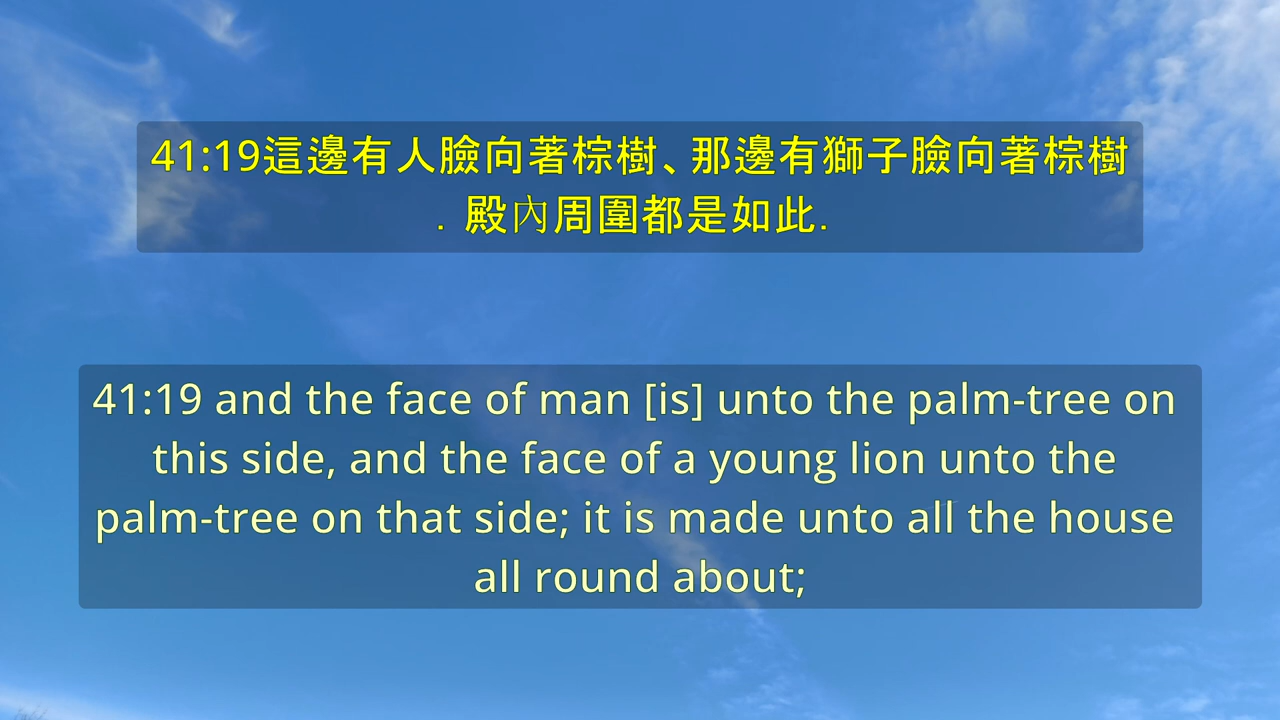 41:19這邊有人臉向著棕樹、那邊有獅子臉向著棕樹
. 殿內周圍都是如此.
41:19 and the face of man [is] unto the palm-tree on
this side, and the face of a young lion unto the
palm-tree on that side; it is made unto all the house
all round about;